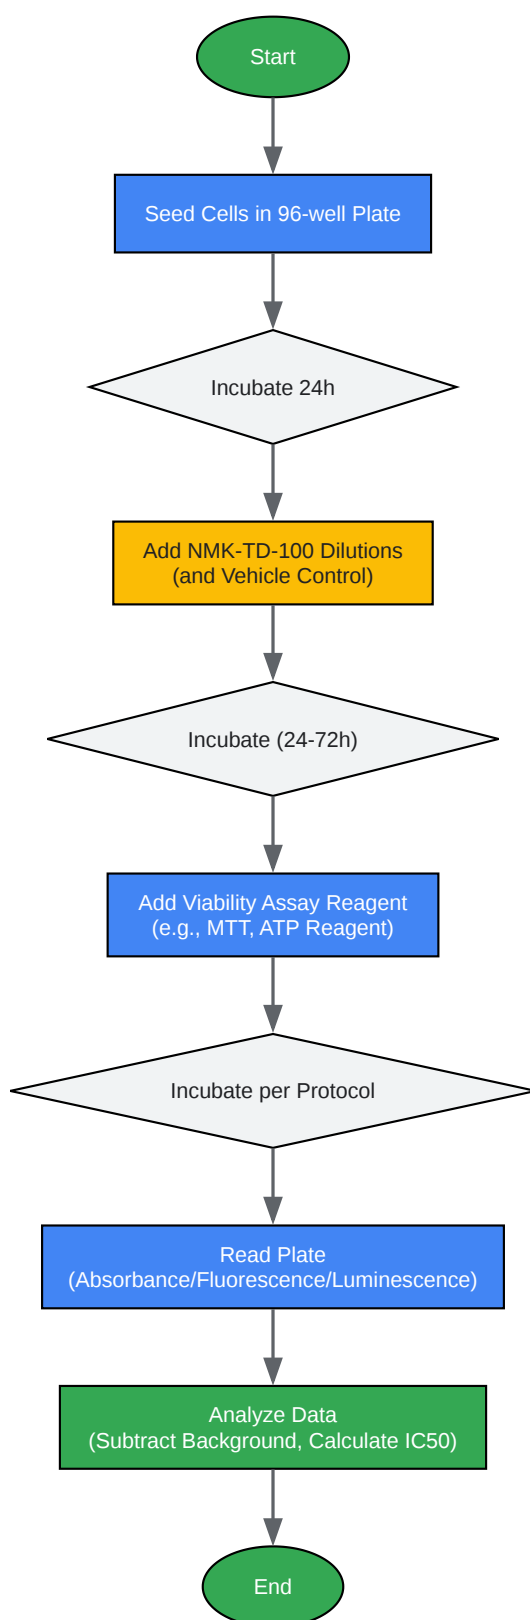 Start
Seed Cells in 96-well Plate
Incubate 24h
Add NMK-TD-100 Dilutions
(and Vehicle Control)
Incubate (24-72h)
Add Viability Assay Reagent
(e.g., MTT, ATP Reagent)
Incubate per Protocol
Read Plate
(Absorbance/Fluorescence/Luminescence)
Analyze Data
(Subtract Background, Calculate IC50)
End